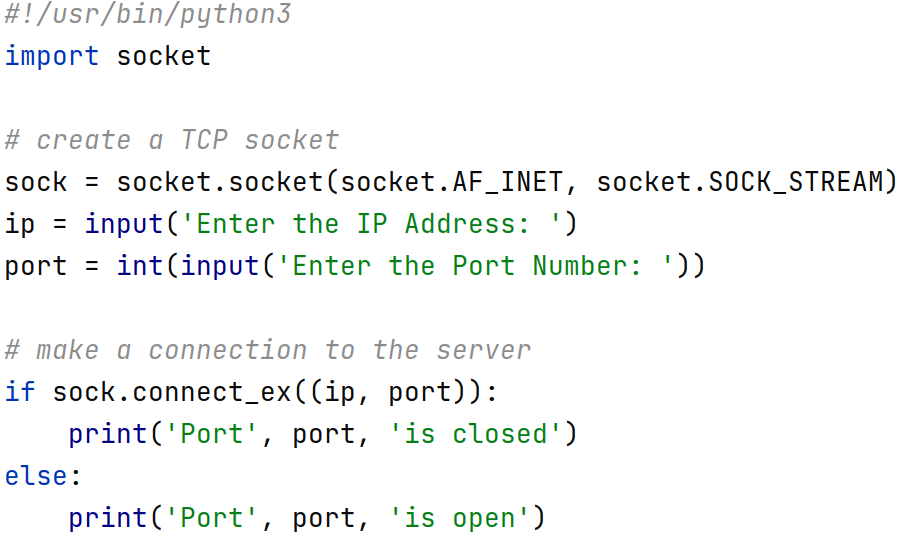 #!/usr/bin/python3
import socket

# create a TCP socket
sock = socket.socket(socket.AF_INET, socket.SOCK_STREAM)
ip = input('Enter the IP Address: ')
port = int(input('Enter the Port Number: '))

# make a connection to the server
if sock.connect_ex((ip, port)):
    print('Port', port, 'is closed')
else:
    print('Port', port, 'is open')